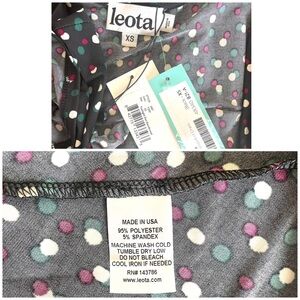 leota
XS
MADE IN USA
95% POLYESTER
5% SPANDEX
MACHINE WASH COLD
TUMBLE DRY LOW
DO NOT BLEACH
COOL IRON IF NEEDED
RN# 143786
www.leota.com